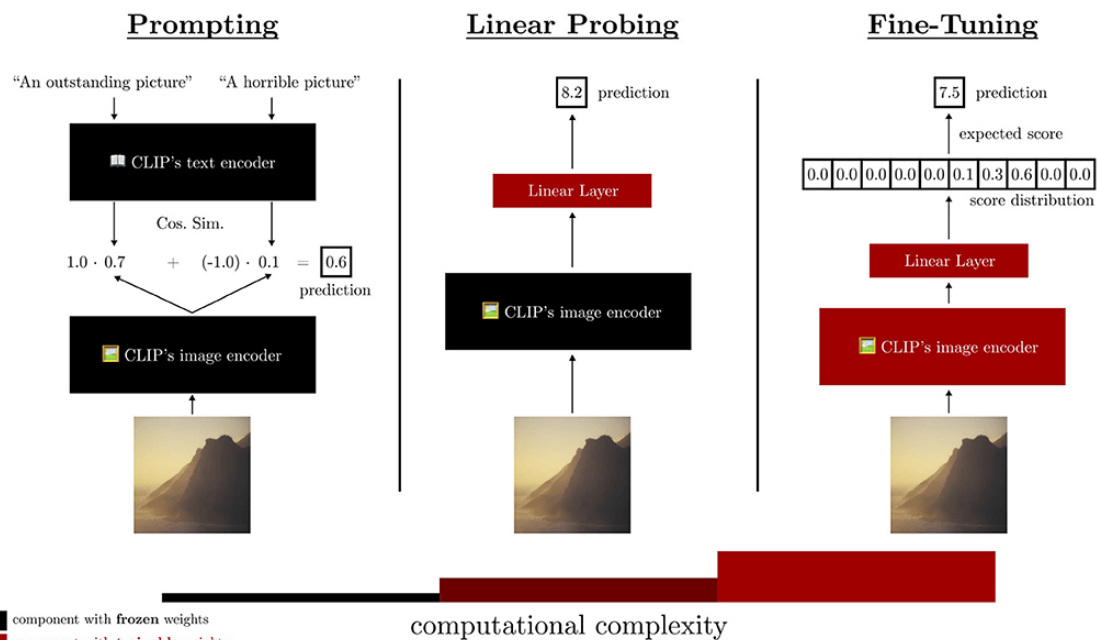 Prompting
"An outstanding picture" "A horrible picture"
CLIP's text encoder
Cos. Sim.
1.0 · 0.7 + (-1.0) · 0.1 = 0.6
prediction
CLIP's image encoder
Linear Probing
8.2 prediction
Linear Layer
CLIP's image encoder
Fine-Tuning
7.5 prediction
expected score
0.0 0.0 0.0 0.0 0.0 0.1 0.3 0.6 0.0 0.0
score distribution
Linear Layer
CLIP's image encoder
computational complexity
component with frozen weights